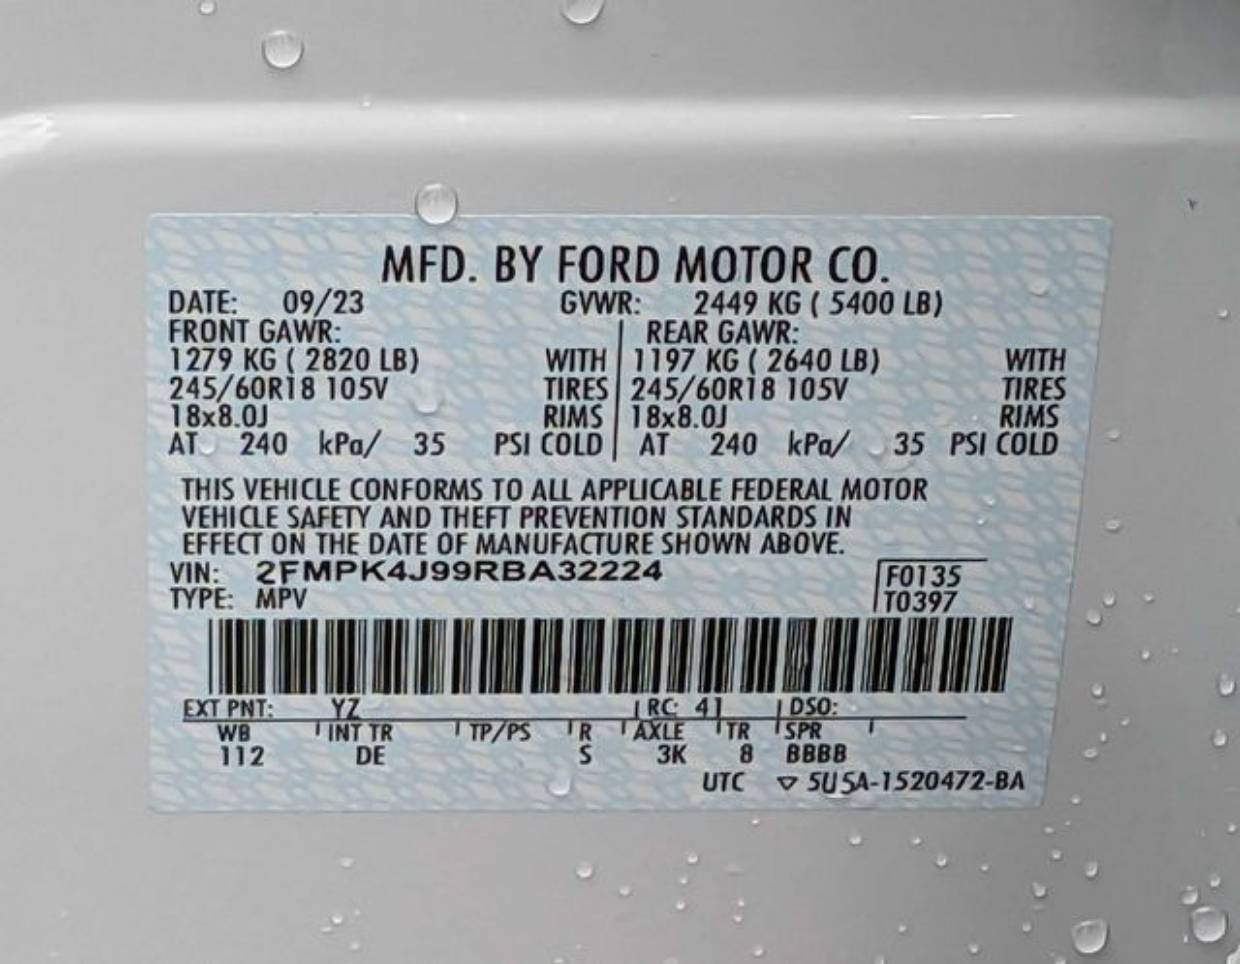 MFD. BY FORD MOTOR CO.
DATE: 09/23 GVWR: 2449 KG ( 5400 LB)
FRONT GAWR: REAR GAWR:
1279 KG ( 2820 LB) WITH 1197 KG ( 2640 LB) WITH
245/60R18 105V TIRES 245/60R18 105V TIRES
18x8.0J RIMS 18x8.0J RIMS
AT 240 kPa/ 35 PSI COLD AT 240 kPa/ 35 PSI COLD
THIS VEHICLE CONFORMS TO ALL APPLICABLE FEDERAL MOTOR
VEHICLE SAFETY AND THEFT PREVENTION STANDARDS IN
EFFECT ON THE DATE OF MANUFACTURE SHOWN ABOVE.
VIN: 2FMPK4J99RBA32224 F0135
TYPE: MPV T0397
EXT PNT: YZ RC: 41 DSO:
WB INT TR TP/PS R AXLE TR SPR
112 DE S 3K 8 BBBB
UTC ▽ 5U5A-1520472-BA